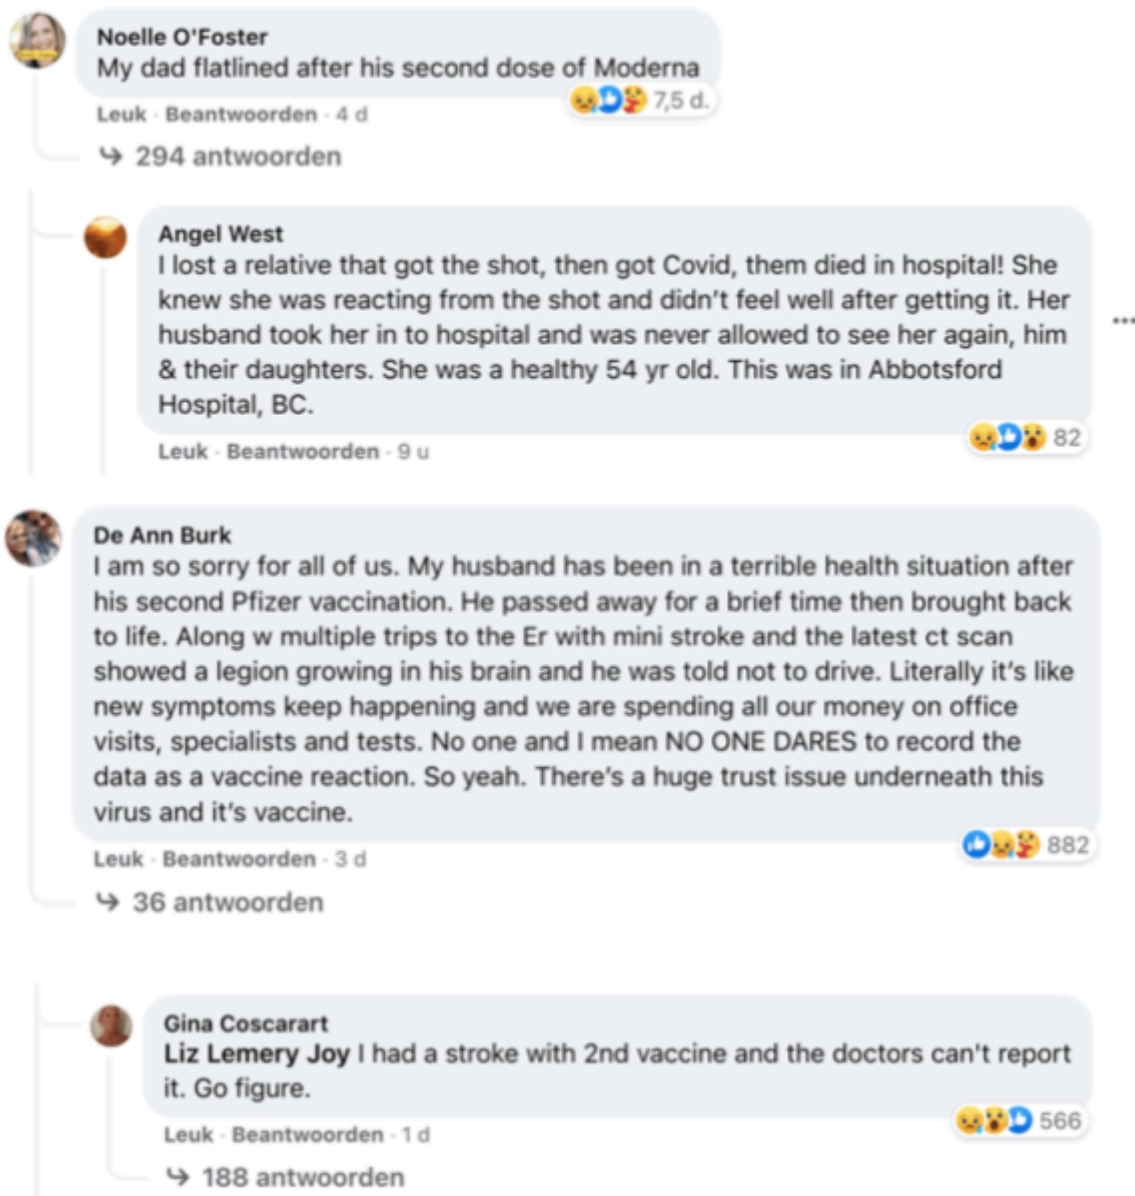 Noelle O'Foster
My dad flatlined after his second dose of Moderna
7,5 d.
Leuk · Beantwoorden · 4 d
294 antwoorden
Angel West
I lost a relative that got the shot, then got Covid, them died in hospital! She
knew she was reacting from the shot and didn't feel well after getting it. Her
husband took her in to hospital and was never allowed to see her again, him
& their daughters. She was a healthy 54 yr old. This was in Abbotsford
Hospital, BC.
82
Leuk · Beantwoorden · 9 u
De Ann Burk
I am so sorry for all of us. My husband has been in a terrible health situation after
his second Pfizer vaccination. He passed away for a brief time then brought back
to life. Along w multiple trips to the Er with mini stroke and the latest ct scan
showed a legion growing in his brain and he was told not to drive. Literally it's like
new symptoms keep happening and we are spending all our money on office
visits, specialists and tests. No one and I mean NO ONE DARES to record the
data as a vaccine reaction. So yeah. There's a huge trust issue underneath this
virus and it's vaccine.
882
Leuk · Beantwoorden · 3 d
36 antwoorden
Gina Coscarart
Liz Lemery Joy I had a stroke with 2nd vaccine and the doctors can't report
it. Go figure.
566
Leuk · Beantwoorden · 1 d
188 antwoorden